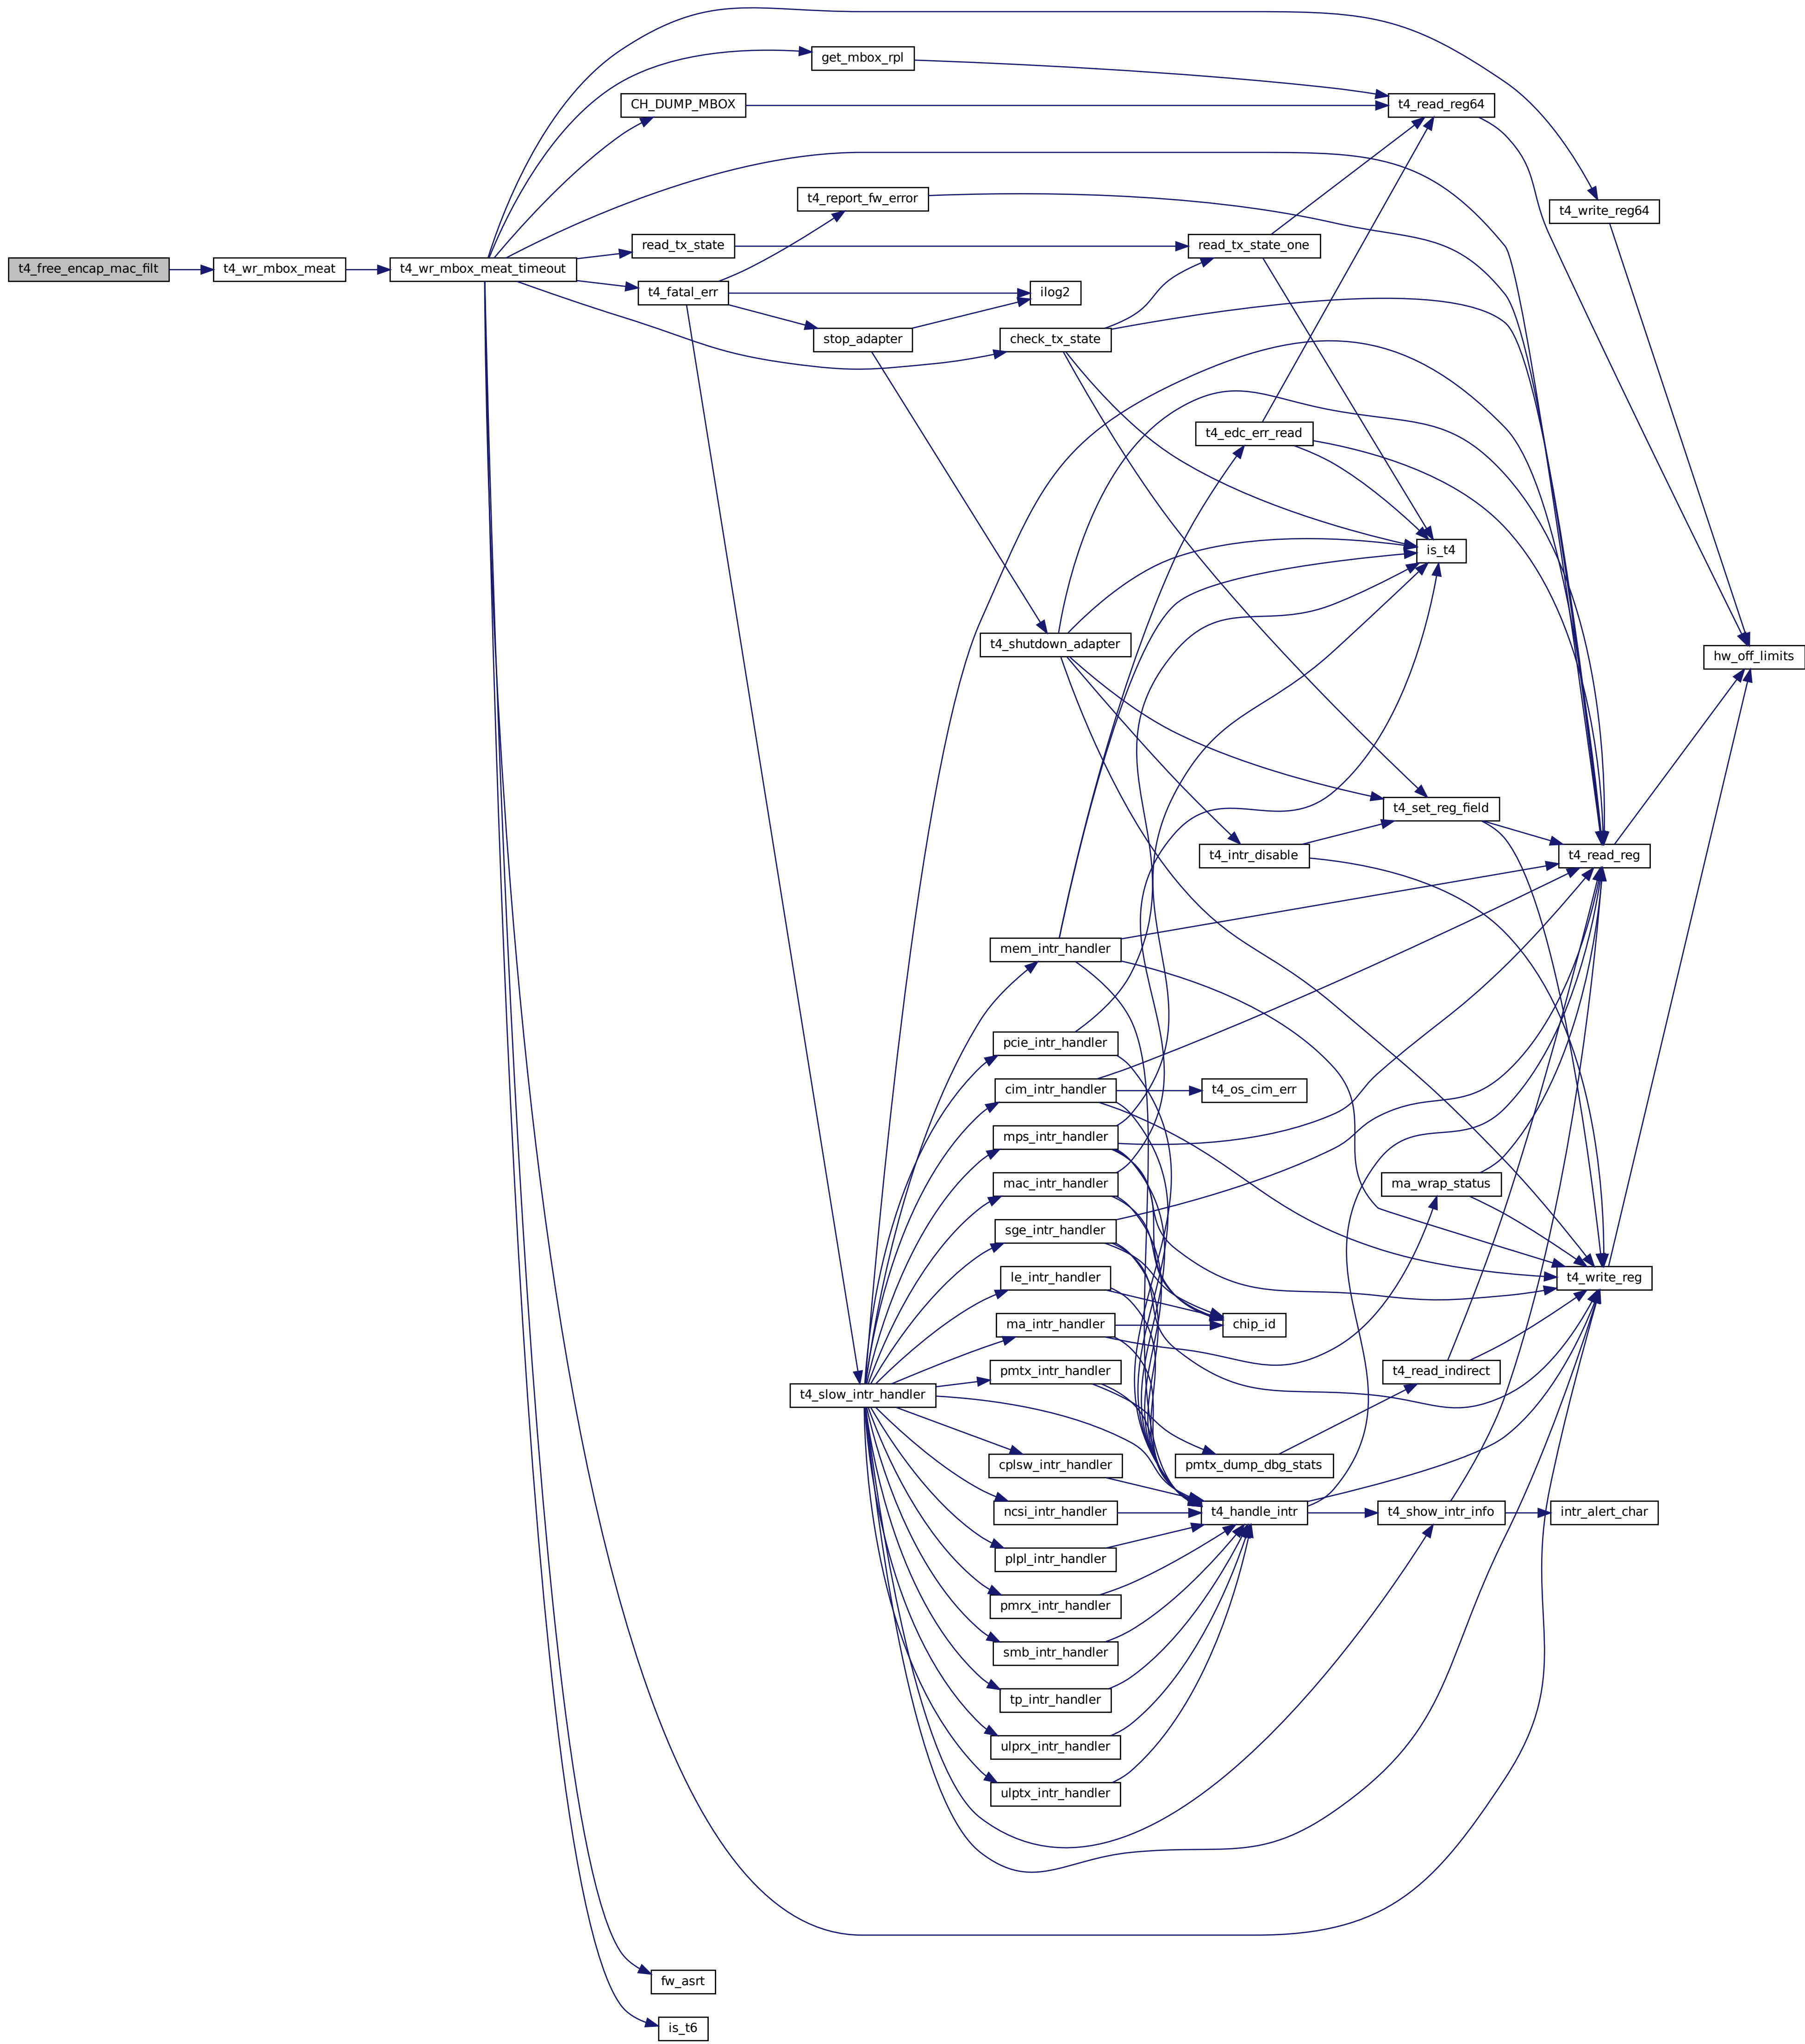 get_mbox_rpl
CH_DUMP_MBOX
t4_read_reg64
t4_report_fw_error
t4_write_reg64
read_tx_state
read_tx_state_one
t4_free_encap_mac_filt
t4_wr_mbox_meat
t4_wr_mbox_meat_timeout
t4_fatal_err
ilog2
stop_adapter
check_tx_state
t4_edc_err_read
is_t4
t4_shutdown_adapter
hw_off_limits
t4_set_reg_field
t4_intr_disable
t4_read_reg
mem_intr_handler
pcie_intr_handler
cim_intr_handler
t4_os_cim_err
mps_intr_handler
mac_intr_handler
ma_wrap_status
sge_intr_handler
le_intr_handler
t4_write_reg
ma_intr_handler
chip_id
pmtx_intr_handler
t4_read_indirect
t4_slow_intr_handler
cplsw_intr_handler
pmtx_dump_dbg_stats
ncsi_intr_handler
t4_handle_intr
t4_show_intr_info
intr_alert_char
plpl_intr_handler
pmrx_intr_handler
smb_intr_handler
tp_intr_handler
ulprx_intr_handler
ulptx_intr_handler
fw_asrt
is_t6